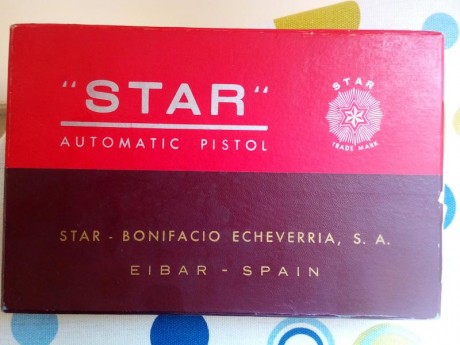 "STAR"
AUTOMATIC PISTOL
STAR
TRADE MARK
STAR - BONIFACIO ECHEVERRIA, S. A.
EIBAR - SPAIN